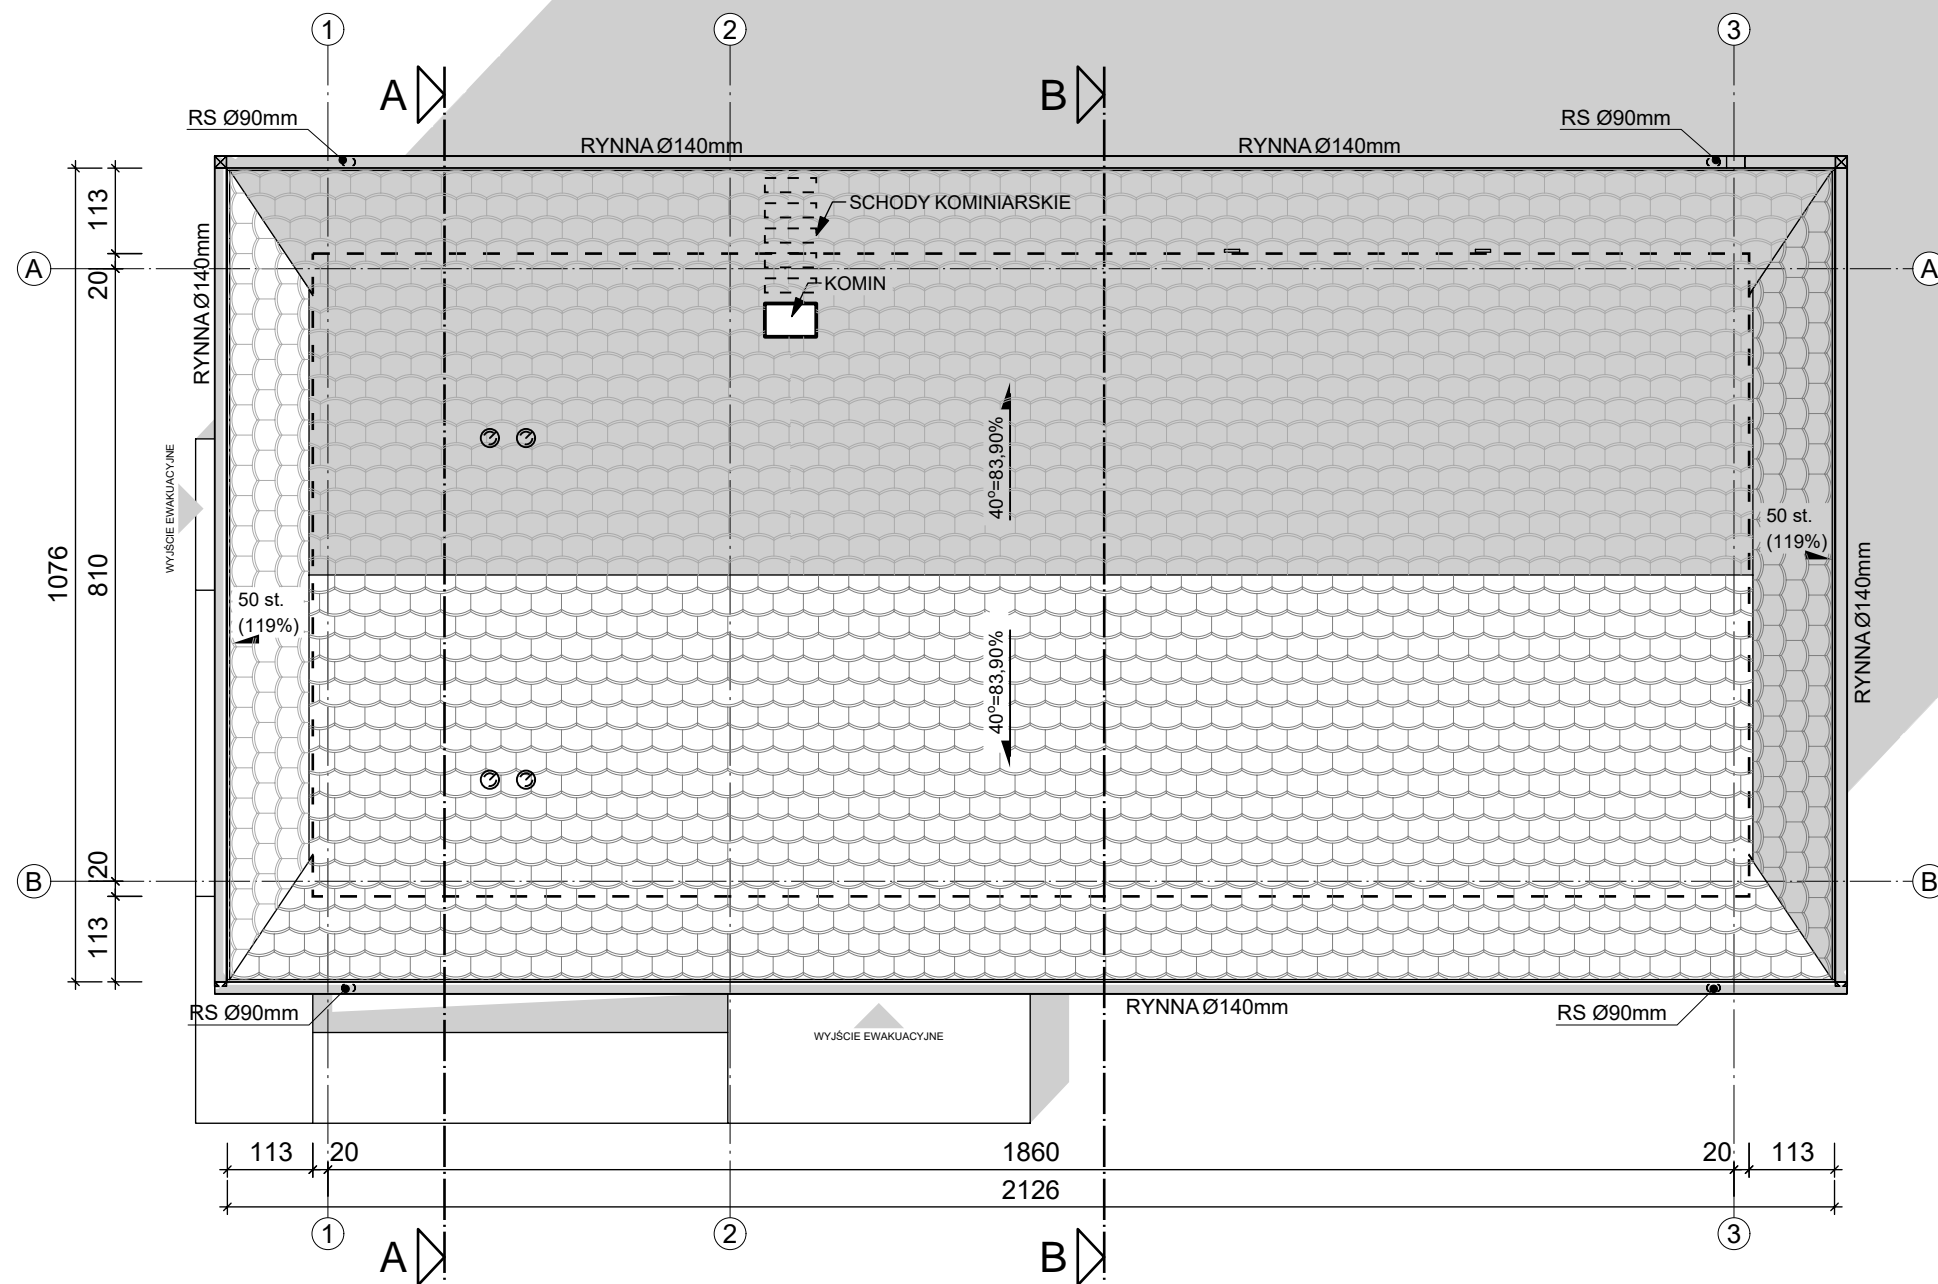 1
2
3
A
B
RS Ø90mm
RS Ø90mm
RYNNA Ø140mm
RYNNA Ø140mm
SCHODY KOMINIARSKIE
KOMIN
A
A
113
20
RYNNA Ø140mm
WYJŚCIE EWAKUACYJNE
1076
810
40°=83,90%
50 st.
(119%)
RYNNA Ø140mm
50 st.
(119%)
40°=83,90%
B
B
20
113
RS Ø90mm
RYNNA Ø140mm
RS Ø90mm
WYJŚCIE EWAKUACYJNE
113
20
1860
20
113
2126
1
2
3
A
B